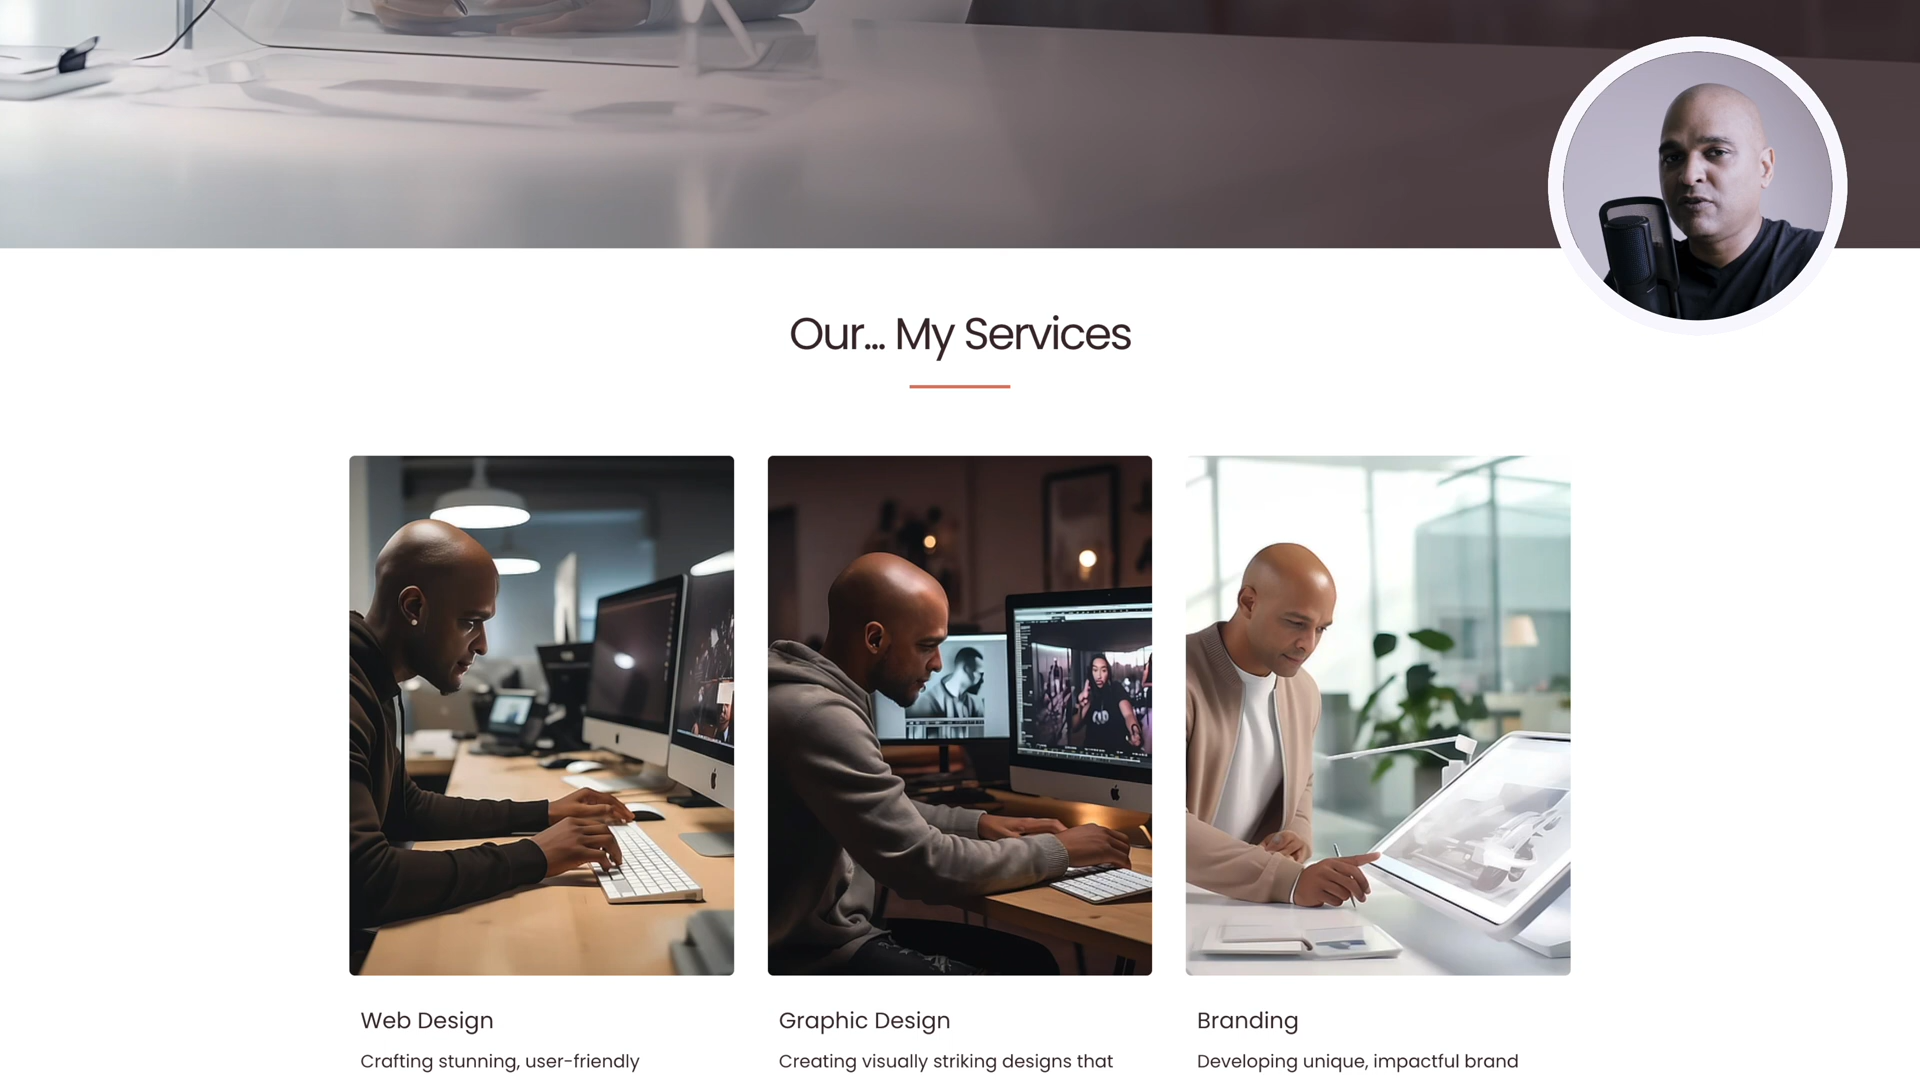 Our... My Services
Web Design
Crafting stunning, user-friendly
Graphic Design
Creating visually striking designs that
Branding
Developing unique, impactful brand